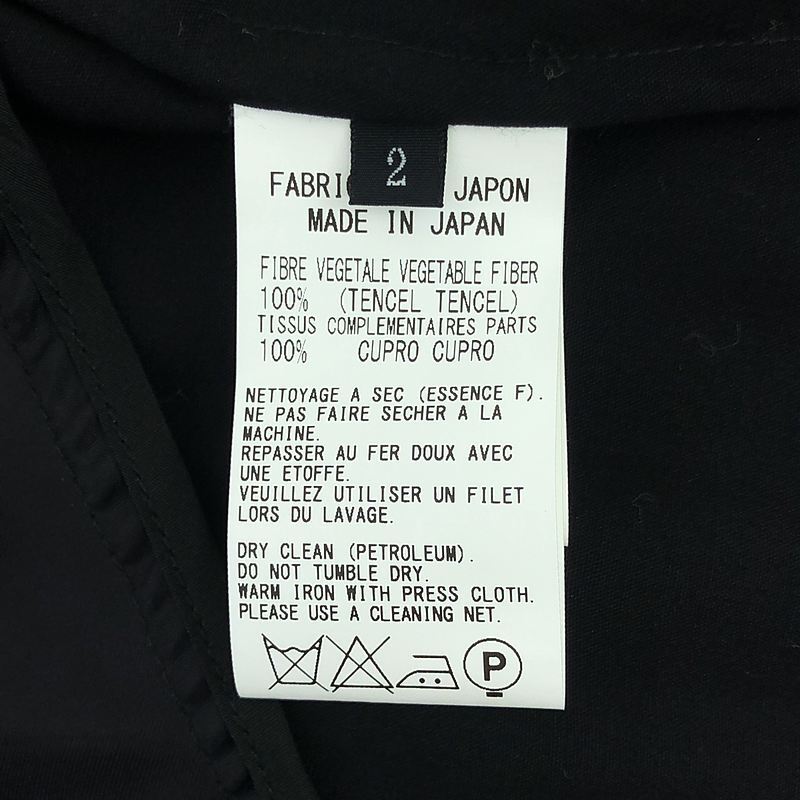 2
FABRI JAPON
MADE IN JAPAN
FIBRE VEGETALE VEGETABLE FIBER
100% (TENCEL TENCEL)
TISSUS COMPLEMENTAIRES PARTS
100% CUPRO CUPRO
NETTOYAGE A SEC (ESSENCE F).
NE PAS FAIRE SECHER A LA
MACHINE.
REPASSER AU FER DOUX AVEC
UNE ETOFFE.
VEUILLEZ UTILISER UN FILET
LORS DU LAVAGE.
DRY CLEAN (PETROLEUM).
DO NOT TUMBLE DRY.
WARM IRON WITH PRESS CLOTH.
PLEASE USE A CLEANING NET.
P